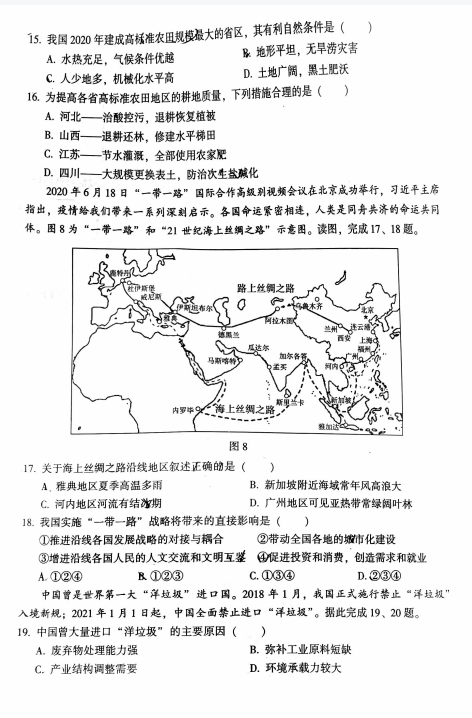 15. 我国2020年建成高标准农田规模最大的省区，其有利自然条件是（　　）
A. 水热充足，气候条件优越
B. 地形平坦，无旱涝灾害
C. 人少地多，机械化水平高
D. 土地广阔，黑土肥沃
16. 为提高各省高标准农田地区的耕地质量，下列措施合理的是（　　）
A. 河北——治酸控污，退耕恢复植被
B. 山西——退耕还林，修建水平梯田
C. 江苏——节水灌溉，全部使用农家肥
D. 四川——大规模更换表土，防治次生盐碱化
2020年6月18日“一带一路”国际合作高级别视频会议在北京成功举行，习近平主席
指出，疫情给我们带来一系列深刻启示。各国命运紧密相连，人类是同舟共济的命运共同
体。图8为“一带一路”和“21世纪海上丝绸之路”示意图。读图，完成17、18题。
鹿特丹
杜伊斯堡
威尼斯
伊斯坦布尔
雅典
路上丝绸之路
乌鲁木齐
阿拉木图
北京
德黑兰
兰州
连云港
西安
上海
福州
广州
瓜达尔
马斯喀特
加尔各答
孟买
河内
斯里兰卡
新加坡
内罗毕
海上丝绸之路
雅加达
图8
17. 关于海上丝绸之路沿线地区叙述正确的是（　　）
A. 雅典地区夏季高温多雨
B. 新加坡附近海域常年风高浪大
C. 河内地区河流有结冰期
D. 广州地区可见亚热带常绿阔叶林
18. 我国实施“一带一路”战略将带来的直接影响是（　　）
①推进沿线各国发展战略的对接与耦合
②带动全国各地的城市化建设
③增进沿线各国人民的人文交流和文明互鉴
④促进投资和消费，创造需求和就业
A. ①②④
B. ①②③
C. ①③④
D. ②③④
中国曾是世界第一大“洋垃圾”进口国。2018年1月，我国正式施行禁止“洋垃圾”
入境新规；2021年1月1日起，中国全面禁止进口“洋垃圾”。据此完成19、20题。
19. 中国曾大量进口“洋垃圾”的主要原因（　　）
A. 废弃物处理能力强
B. 弥补工业原料短缺
C. 产业结构调整需要
D. 环境承载力较大